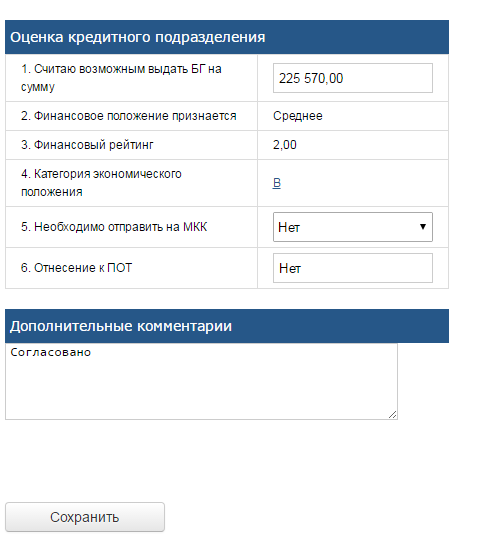 Оценка кредитного подразделения
1. Считаю возможным выдать БГ на
сумму
225 570,00
2. Финансовое положение признается
Среднее
3. Финансовый рейтинг
2,00
4. Категория экономического
положения
B
5. Необходимо отправить на МКК
Нет
6. Отнесение к ПОТ
Нет
Дополнительные комментарии
Согласовано
Сохранить